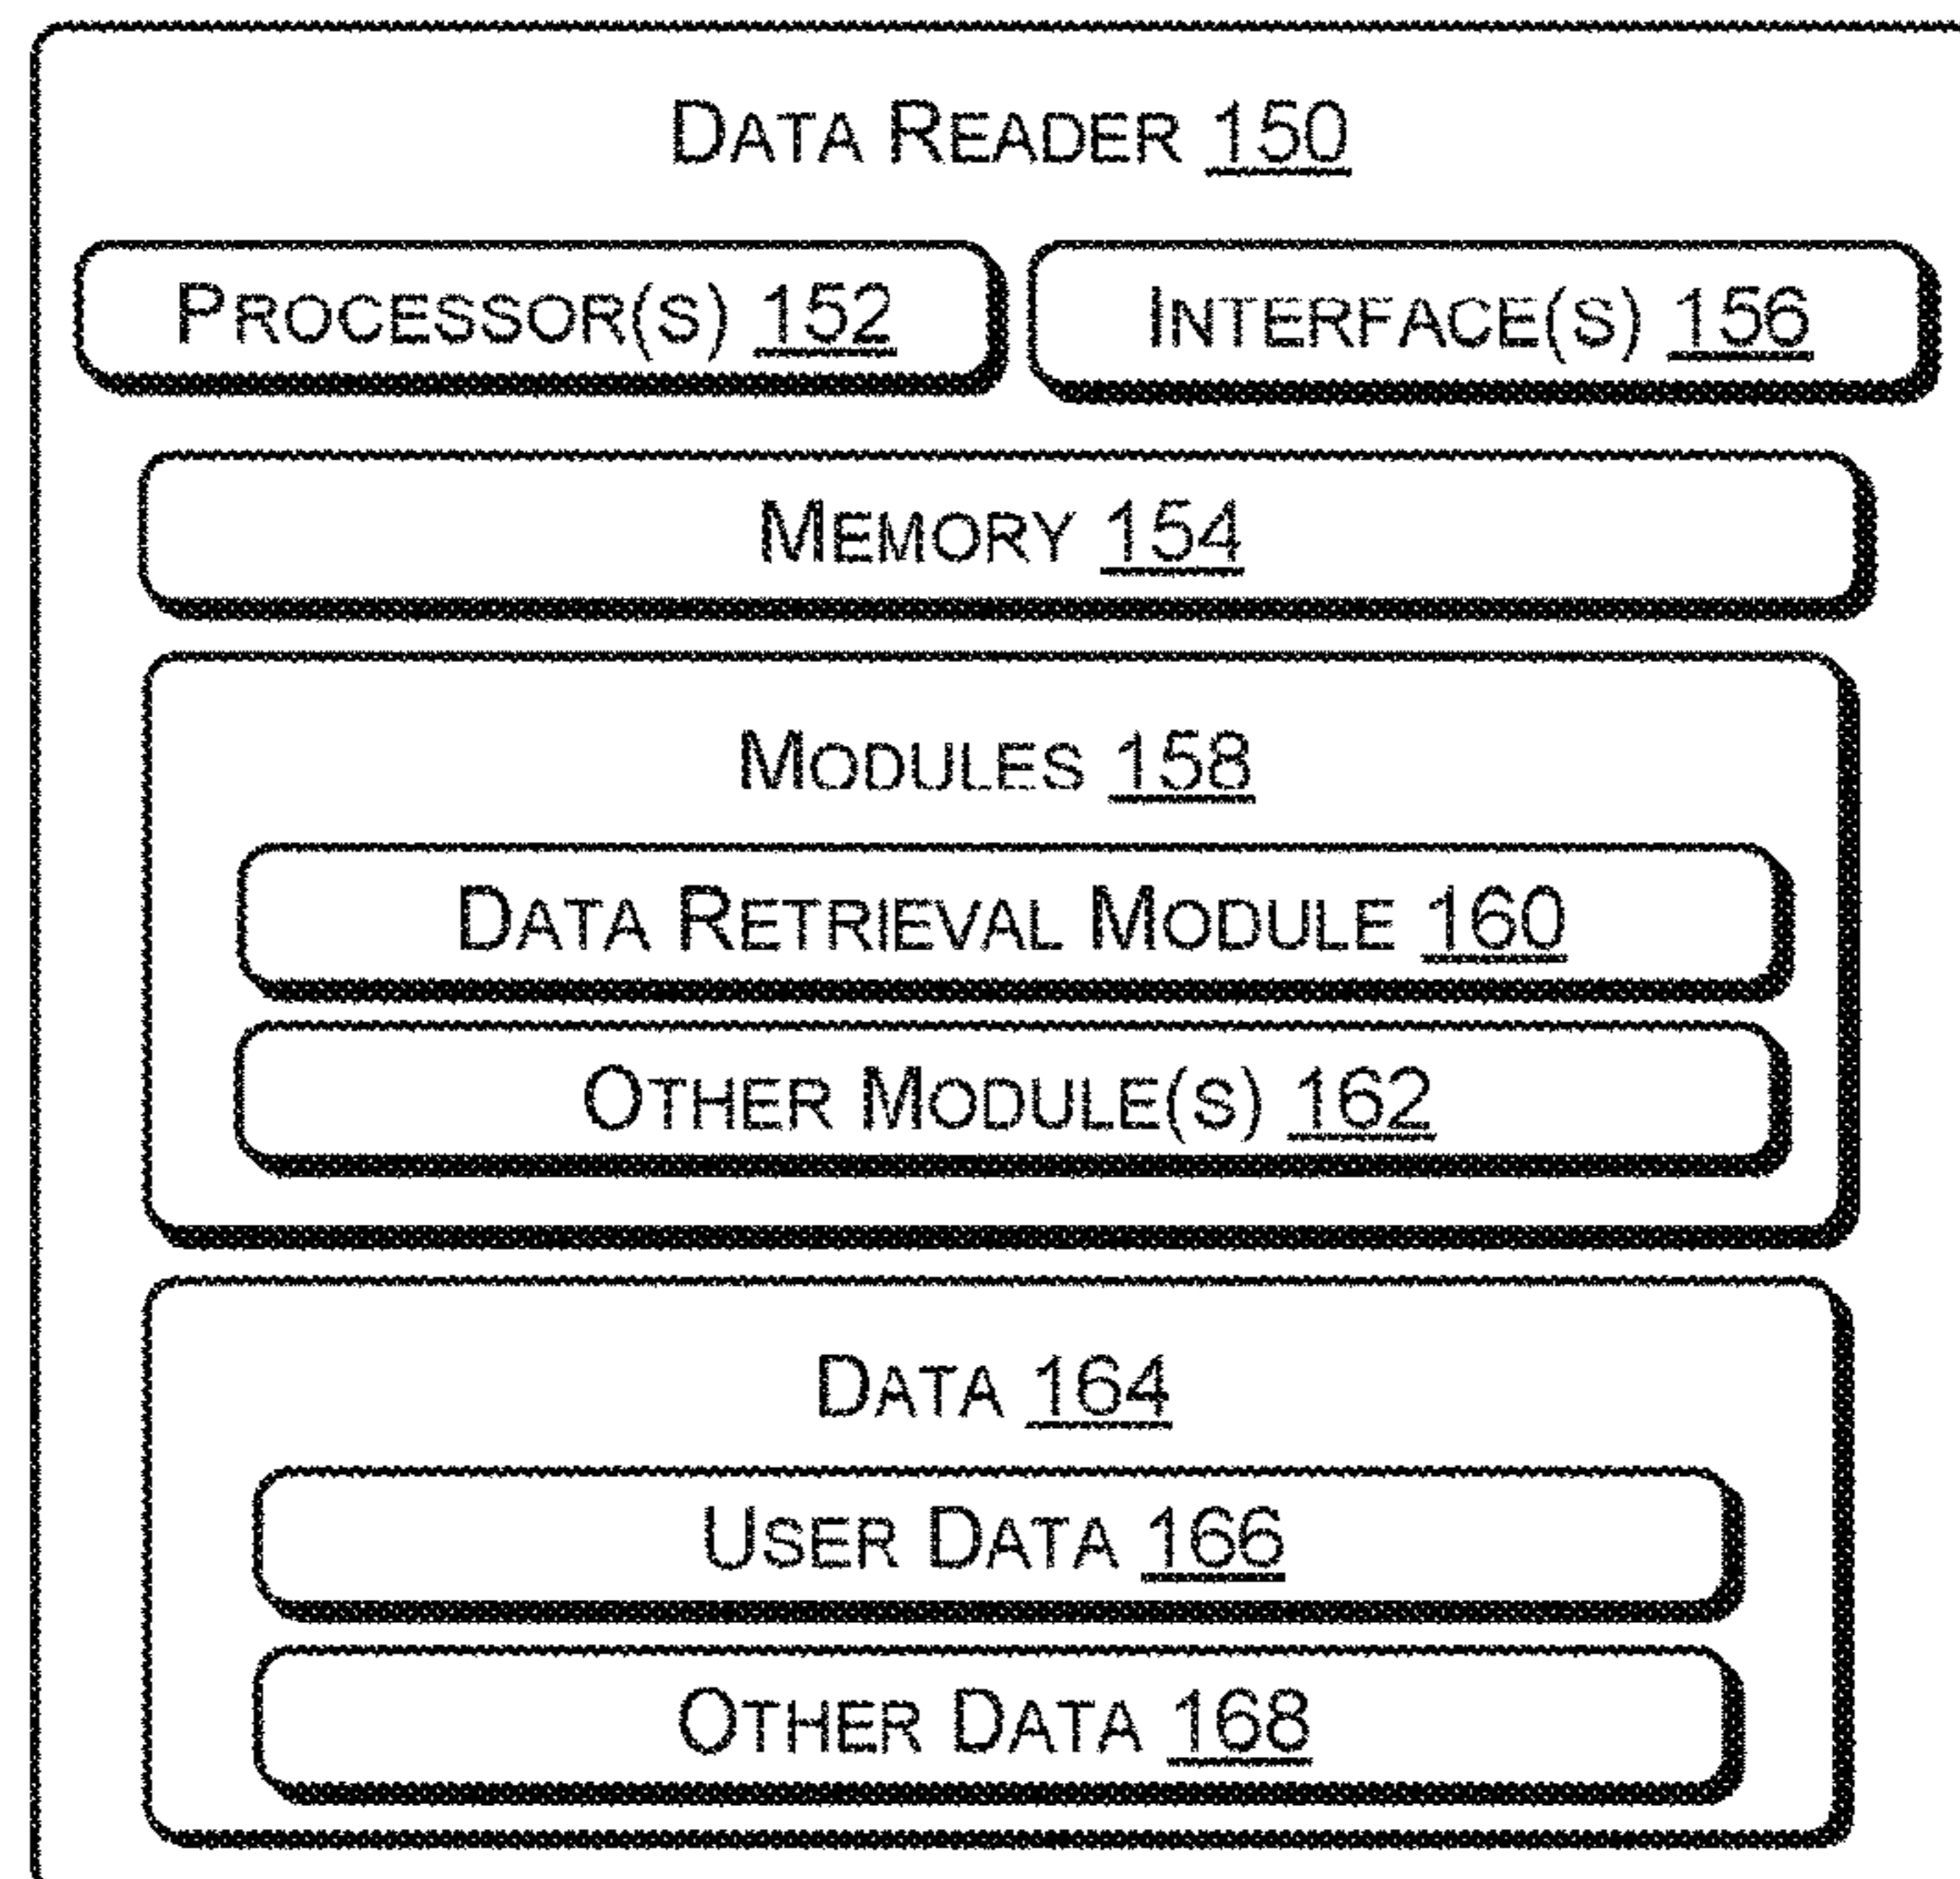 DATA READER 150
PROCESSOR(S) 152
INTERFACE(S) 156
MEMORY 154
MODULES 158
DATA RETRIEVAL MODULE 160
OTHER MODULE(S) 162
DATA 164
USER DATA 166
OTHER DATA 168